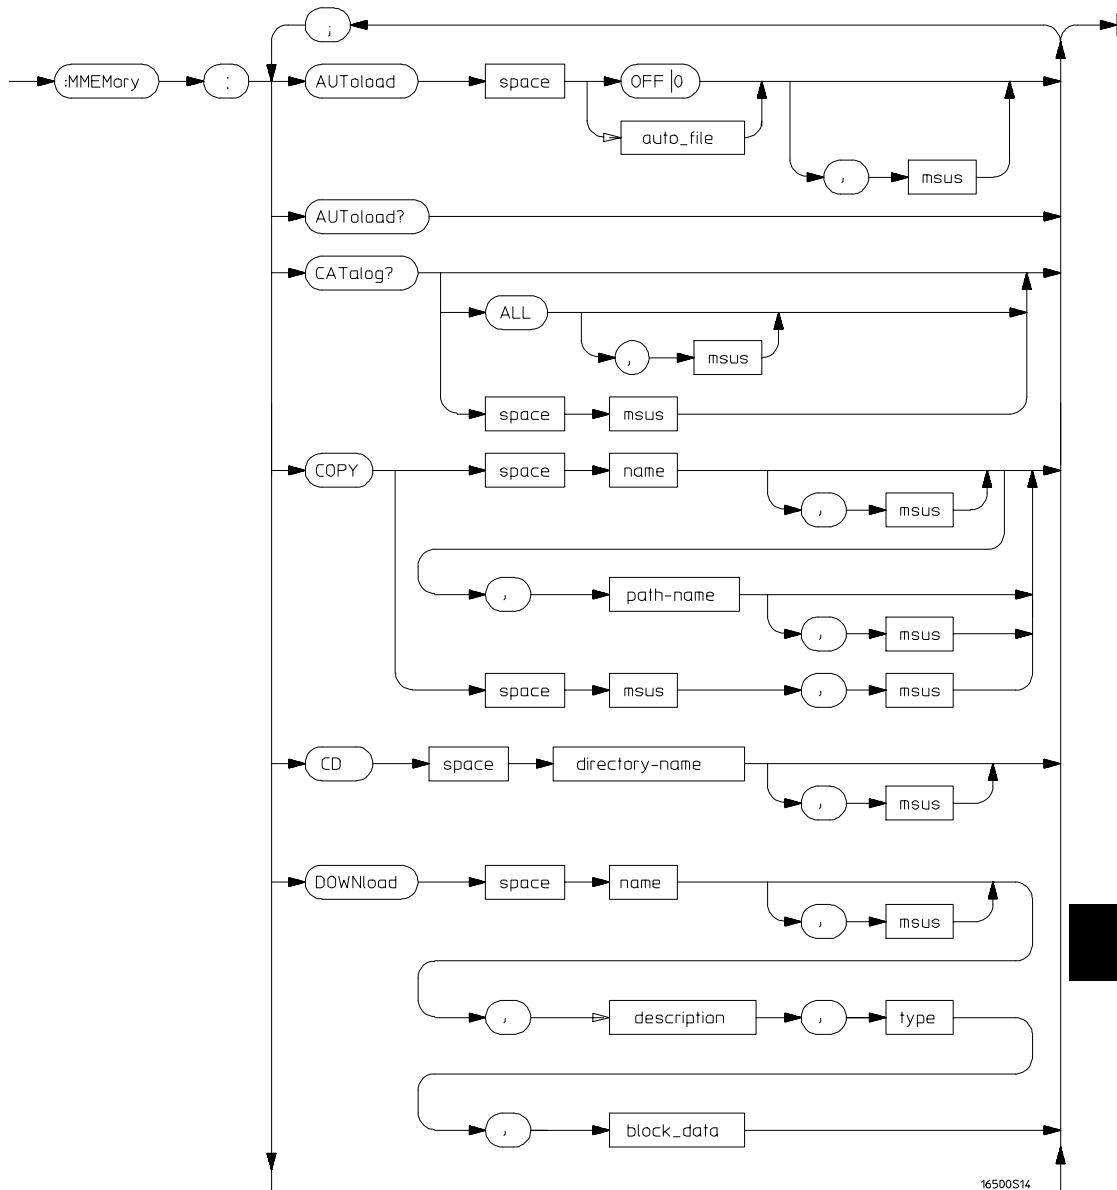 ;
:MMEMory : AUToload space OFF|0
auto_file
, msus
AUToload?
CATalog?
ALL
, msus
space msus
COPY space name
, msus
, path-name
, msus
space msus , msus
CD space directory-name
, msus
DOWNload space name
, msus
, description , type
, block_data
16500S14